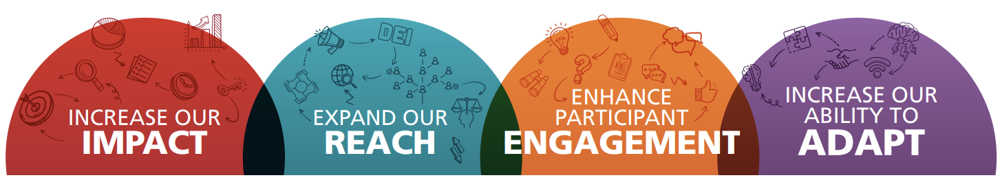 INCREASE OUR
IMPACT
DEI
EXPAND OUR
REACH
ENHANCE
PARTICIPANT
ENGAGEMENT
INCREASE OUR
ABILITY TO
ADAPT